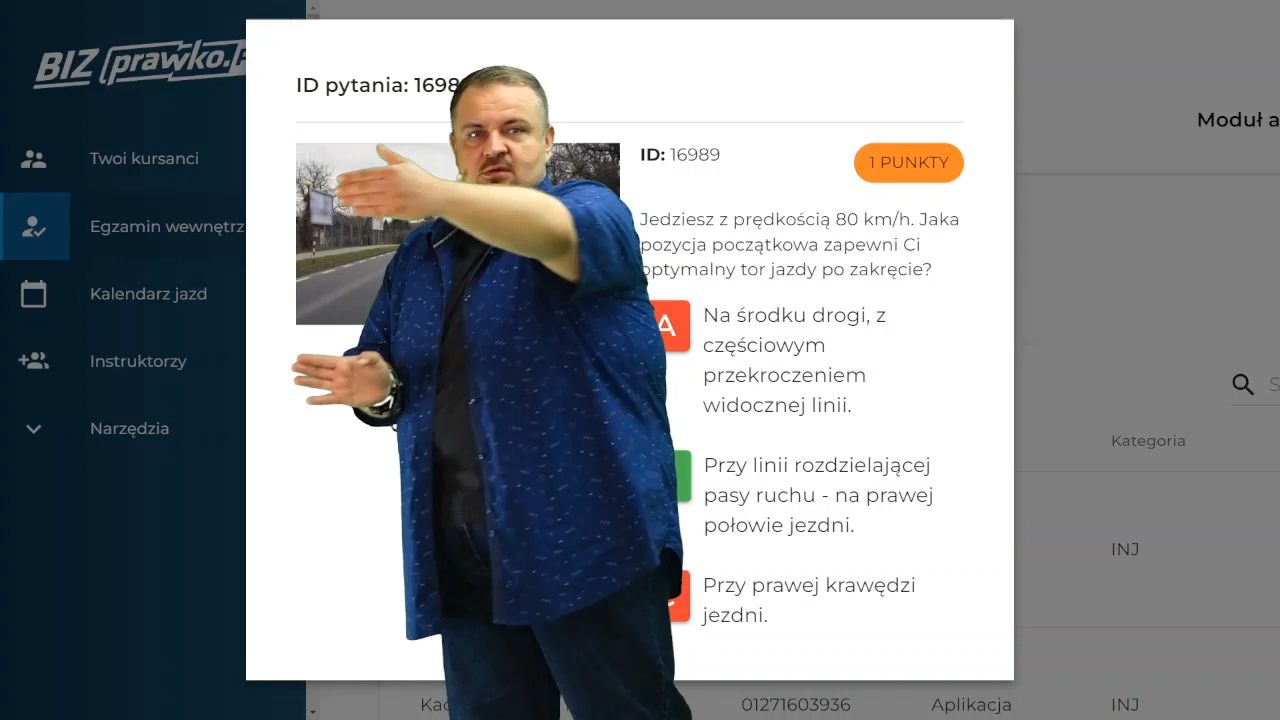 BIZ prawko.
Twoi kursanci
Egzamin wewnętrz
Kalendarz jazd
Instruktorzy
Narzędzia
ID pytania: 1698
ID: 16989
1 PUNKTY
Jedziesz z prędkością 80 km/h. Jaka
pozycja początkowa zapewni Ci
optymalny tor jazdy po zakręcie?
A
Na środku drogi, z
częściowym
przekroczeniem
widocznej linii.
Przy linii rozdzielającej
pasy ruchu - na prawej
połowie jezdni.
Przy prawej krawędzi
jezdni.
Moduł a
S
Kategoria
INJ
01271603936
Aplikacja
INJ